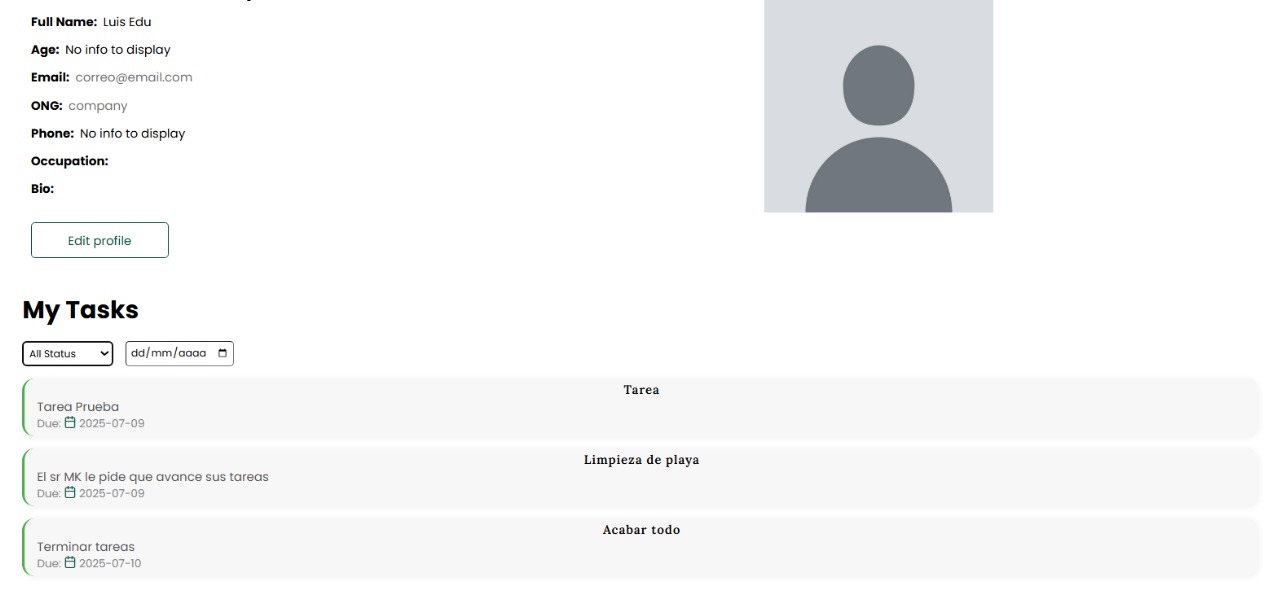 Full Name: Luis Edu
Age: No info to display
Email: correo@email.com
ONG: company
Phone: No info to display
Occupation:
Bio:
Edit profile
My Tasks
All Status
dd/mm/aaaa
Tarea
Tarea Prueba
Due: 2025-07-09
Limpieza de playa
El sr MK le pide que avance sus tareas
Due: 2025-07-09
Acabar todo
Terminar tareas
Due: 2025-07-10